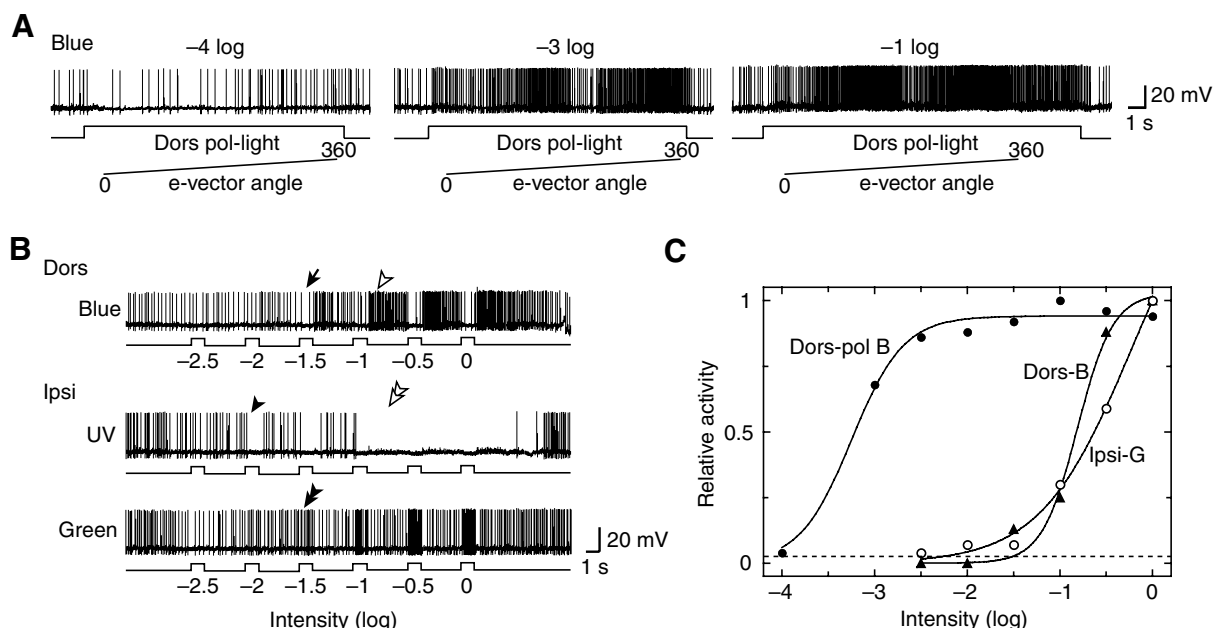 A
Blue
–4 log
–3 log
–1 log
20 mV
1 s
Dors pol-light
360
0
e-vector angle
Dors pol-light
360
0
e-vector angle
Dors pol-light
360
0
e-vector angle
B
Dors
Blue
–2.5 –2 –1.5 –1 –0.5 0
Ipsi
UV
Green
20 mV
1 s
–2.5 –2 –1.5 –1 –0.5 0
Intensity (log)
C
Relative activity
1
0.5
0
Dors-pol B
Dors-B
Ipsi-G
–4 –3 –2 –1 0
Intensity (log)